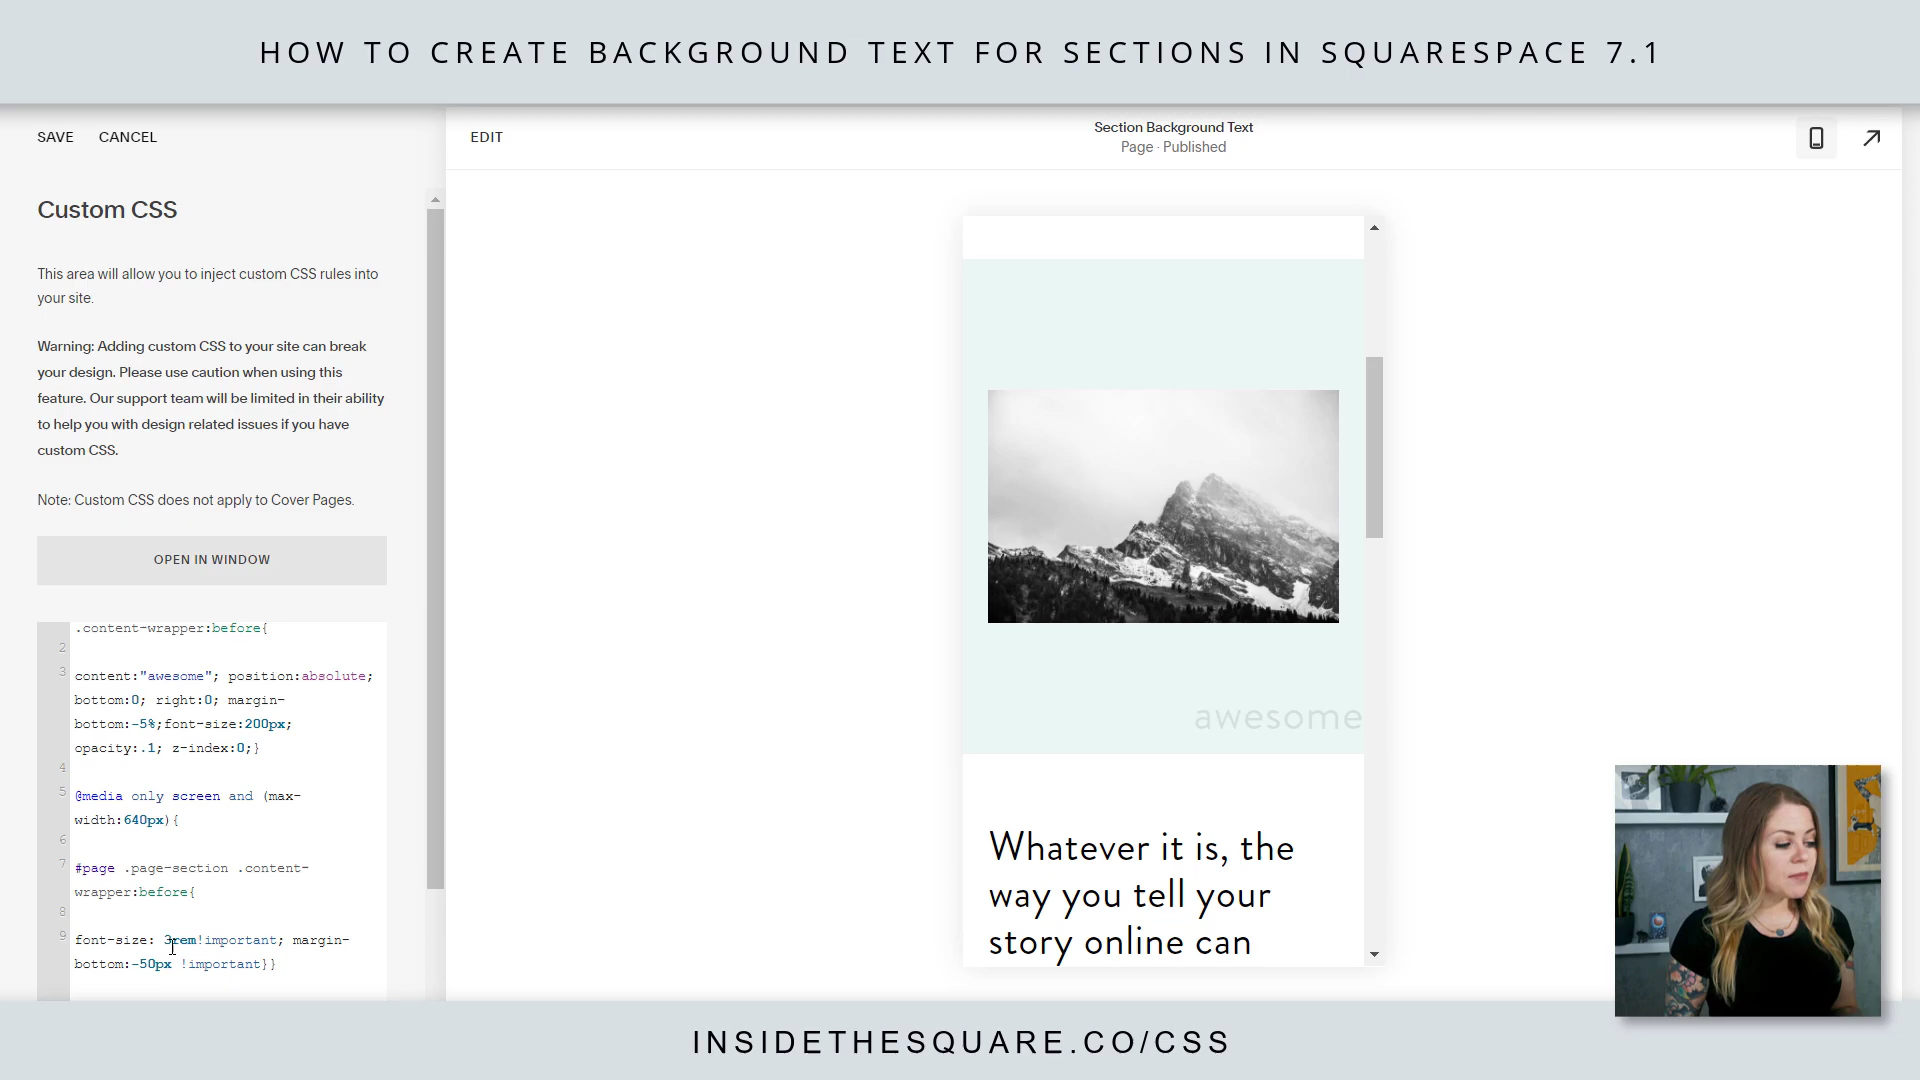 HOW TO CREATE BACKGROUND TEXT FOR SECTIONS IN SQUARESPACE 7.1
SAVE CANCEL
EDIT
Section Background Text
Page · Published
Custom CSS
This area will allow you to inject custom CSS rules into
your site.
Warning: Adding custom CSS to your site can break
your design. Please use caution when using this
feature. Our support team will be limited in their ability
to help you with design related issues if you have
custom CSS.
Note: Custom CSS does not apply to Cover Pages.
OPEN IN WINDOW
.content-wrapper:before{
2
3
content:"awesome"; position:absolute;
bottom:0; right:0; margin-
bottom:-5%;font-size:200px;
opacity:.1; z-index:0;}
4
5
@media only screen and (max-
width:640px){
6
7
#page .page-section .content-
wrapper:before{
8
9
font-size: 3rem!important; margin-
bottom:-50px !important}}
awesome
Whatever it is, the
way you tell your
story online can
INSIDETHESQUARE.CO/CSS